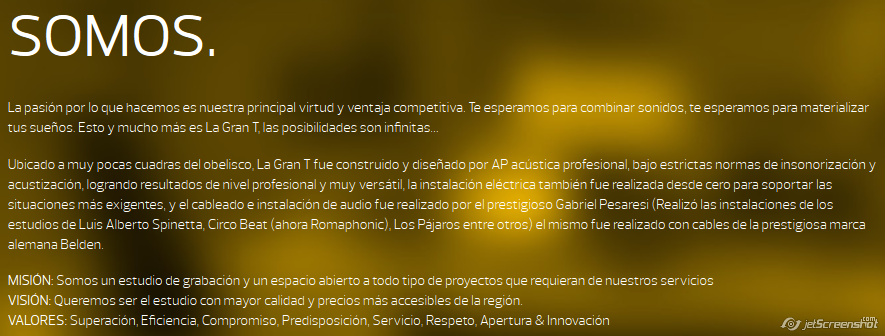 SOMOS.
La pasión por lo que hacemos es nuestra principal virtud y ventaja competitiva. Te esperamos para combinar sonidos, te esperamos para materializar
tus sueños. Esto y mucho más es La Gran T, las posibilidades son infinitas...
Ubicado a muy pocas cuadras del obelisco, La Gran T fue construido y diseñado por AP acústica profesional, bajo estrictas normas de insonorización y
acustización, logrando resultados de nivel profesional y muy versátil, la instalación eléctrica también fue realizada desde cero para soportar las
situaciones más exigentes, y el cableado e instalación de audio fue realizado por el prestigioso Gabriel Pesaresi (Realizó las instalaciones de los
estudios de Luis Alberto Spinetta, Circo Beat (ahora Romaphonic), Los Pájaros entre otros) el mismo fue realizado con cables de la prestigiosa marca
alemana Belden.
MISIÓN: Somos un estudio de grabación y un espacio abierto a todo tipo de proyectos que requieran de nuestros servicios
VISIÓN: Queremos ser el estudio con mayor calidad y precios más accesibles de la región.
VALORES: Superación, Eficiencia, Compromiso, Predisposición, Servicio, Respeto, Apertura & Innovación
jetScreenshot.com